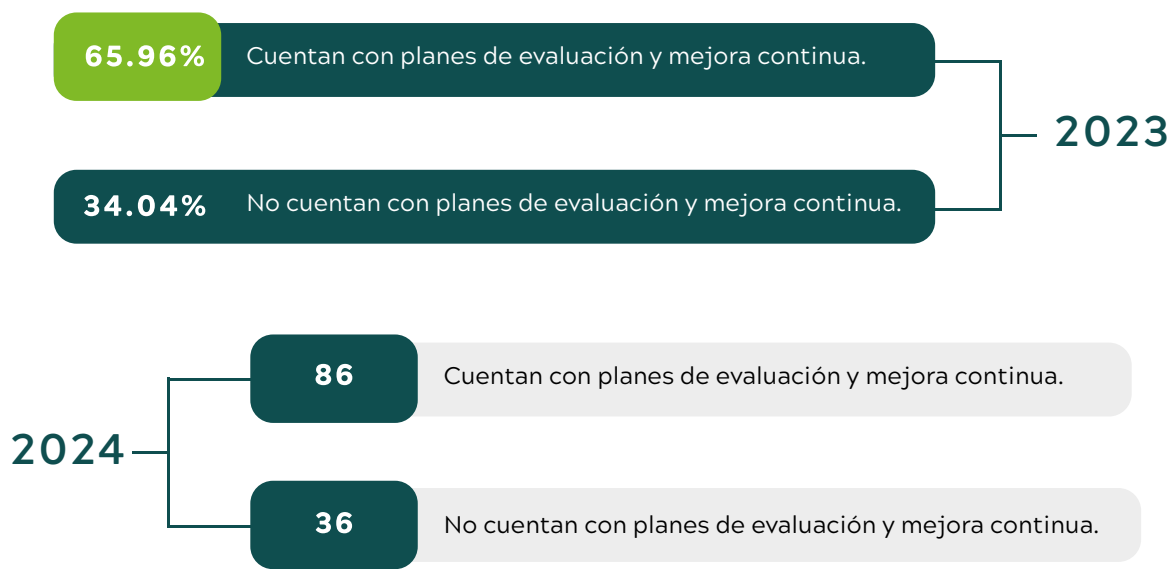 65.96% Cuentan con planes de evaluación y mejora continua.
2023
34.04% No cuentan con planes de evaluación y mejora continua.
86 Cuentan con planes de evaluación y mejora continua.
2024
36 No cuentan con planes de evaluación y mejora continua.